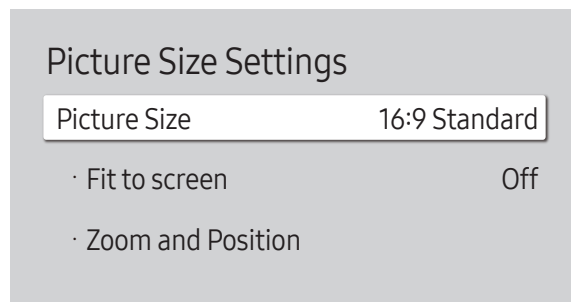 Picture Size Settings
Picture Size 16:9 Standard
· Fit to screen Off
· Zoom and Position